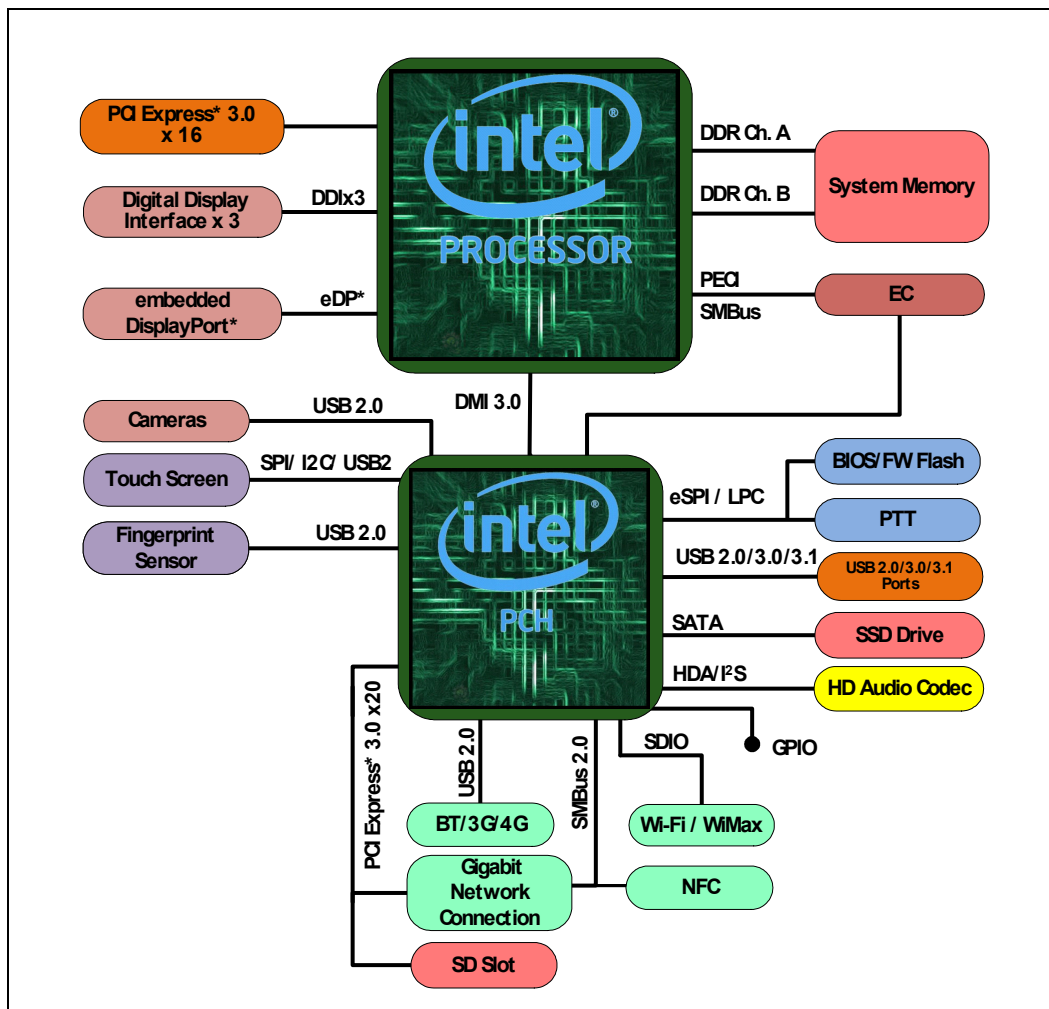 PCI Express* 3.0
x 16
Digital Display
Interface x 3
DDIx3
embedded
DisplayPort*
eDP*
intel®
PROCESSOR
DDR Ch. A
DDR Ch. B
System Memory
PECI
SMBus
EC
DMI 3.0
Cameras
USB 2.0
Touch Screen
SPI/ I2C/ USB2
Fingerprint
Sensor
USB 2.0
intel®
PCH
eSPI / LPC
BIOS/FW Flash
PTT
USB 2.0/3.0/3.1
USB 2.0/3.0/3.1
Ports
SATA
SSD Drive
HDA/I²S
HD Audio Codec
GPIO
PCI Express* 3.0 x20
USB 2.0
SMBus 2.0
SDIO
BT/3G/4G
Wi-Fi / WiMax
Gigabit
Network
Connection
NFC
SD Slot